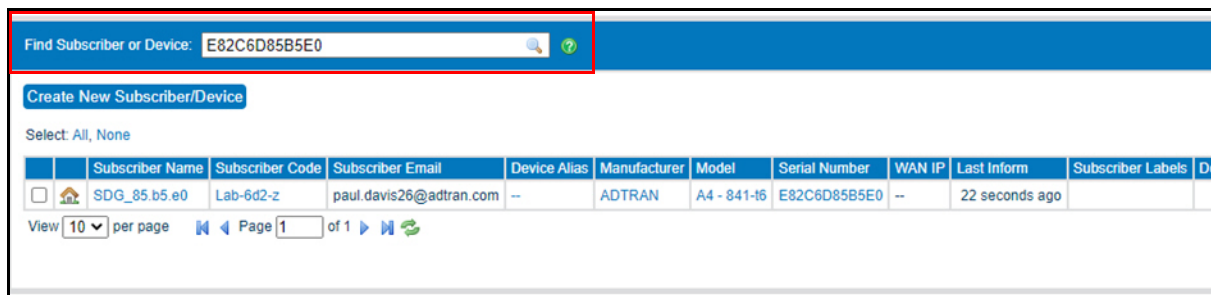 Find Subscriber or Device: E82C6D85B5E0
Create New Subscriber/Device
Select: All, None
Subscriber Name Subscriber Code Subscriber Email Device Alias Manufacturer Model Serial Number WAN IP Last Inform Subscriber Labels
SDG_85.b5.e0 Lab-6d2-z paul.davis26@adtran.com -- ADTRAN A4 - 841-t6 E82C6D85B5E0 -- 22 seconds ago
View 10 per page Page 1 of 1